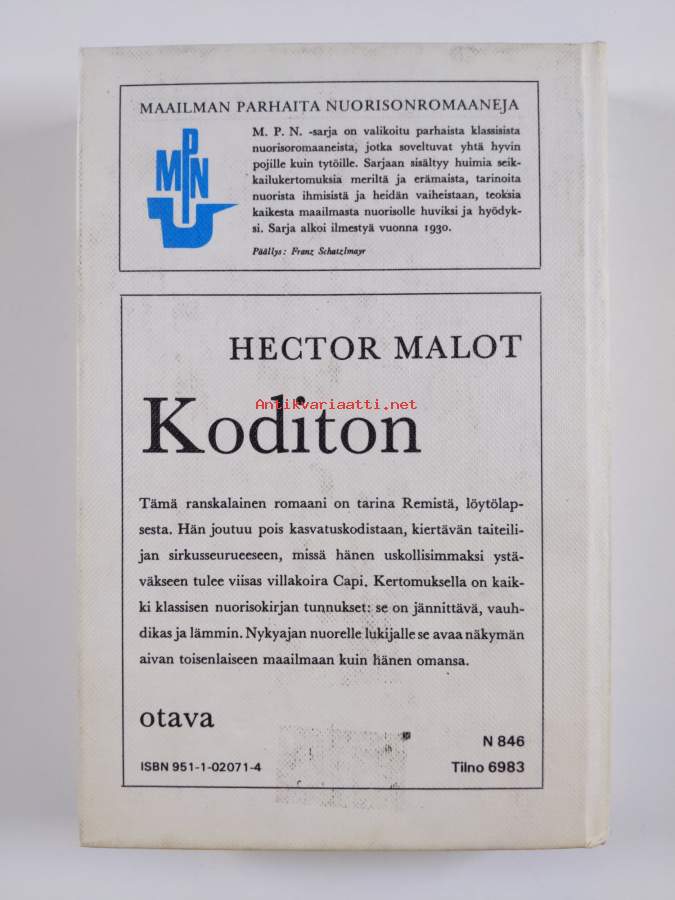 MAAILMAN PARHAITA NUORISONROMAANEJA
MPN
M. P. N. -sarja on valikoitu parhaista klassisista
nuorisoromaaneista, jotka soveltuvat yhtä hyvin
pojille kuin tytöille. Sarjaan sisältyy huimia seik-
kailukertomuksia meriltä ja erämaista, tarinoita
nuorista ihmisistä ja heidän vaiheistaan, teoksia
kaikesta maailmasta nuorisolle huviksi ja hyödyk-
si. Sarja alkoi ilmestyä vuonna 1930.
Päällys: Franz Schatzlmayr
HECTOR MALOT
Antikvariaatti.net
Koditon
Tämä ranskalainen romaani on tarina Remistä, löytölap-
sesta. Hän joutuu pois kasvatuskodistaan, kiertävän taiteili-
jan sirkusseurueeseen, missä hänen uskollisimmaksi ystä-
väkseen tulee viisas villakoira Capi. Kertomuksella on kaik-
ki klassisen nuorisokirjan tunnukset: se on jännittävä, vauh-
dikas ja lämmin. Nykyajan nuorelle lukijalle se avaa näkymän
aivan toisenlaiseen maailmaan kuin hänen omansa.
otava
N 846
ISBN 951-1-02071-4
Tilno 6983